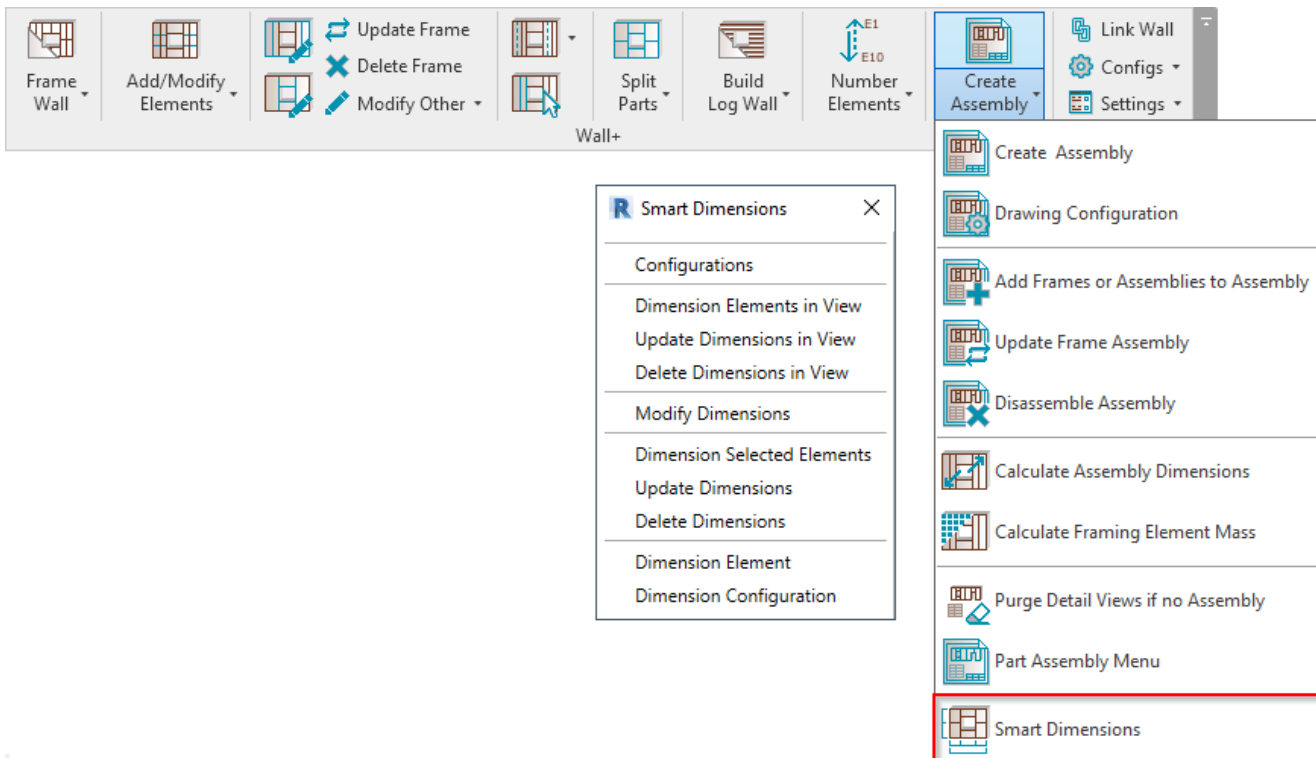 Frame
Wall
Add/Modify
Elements
Update Frame
Delete Frame
Modify Other
Split
Parts
Build
Log Wall
E1
E10
Number
Elements
Create
Assembly
Link Wall
Configs
Settings
Wall+
R Smart Dimensions
Configurations
Dimension Elements in View
Update Dimensions in View
Delete Dimensions in View
Modify Dimensions
Dimension Selected Elements
Update Dimensions
Delete Dimensions
Dimension Element
Dimension Configuration
Create Assembly
Drawing Configuration
Add Frames or Assemblies to Assembly
Update Frame Assembly
Disassemble Assembly
Calculate Assembly Dimensions
Calculate Framing Element Mass
Purge Detail Views if no Assembly
Part Assembly Menu
Smart Dimensions